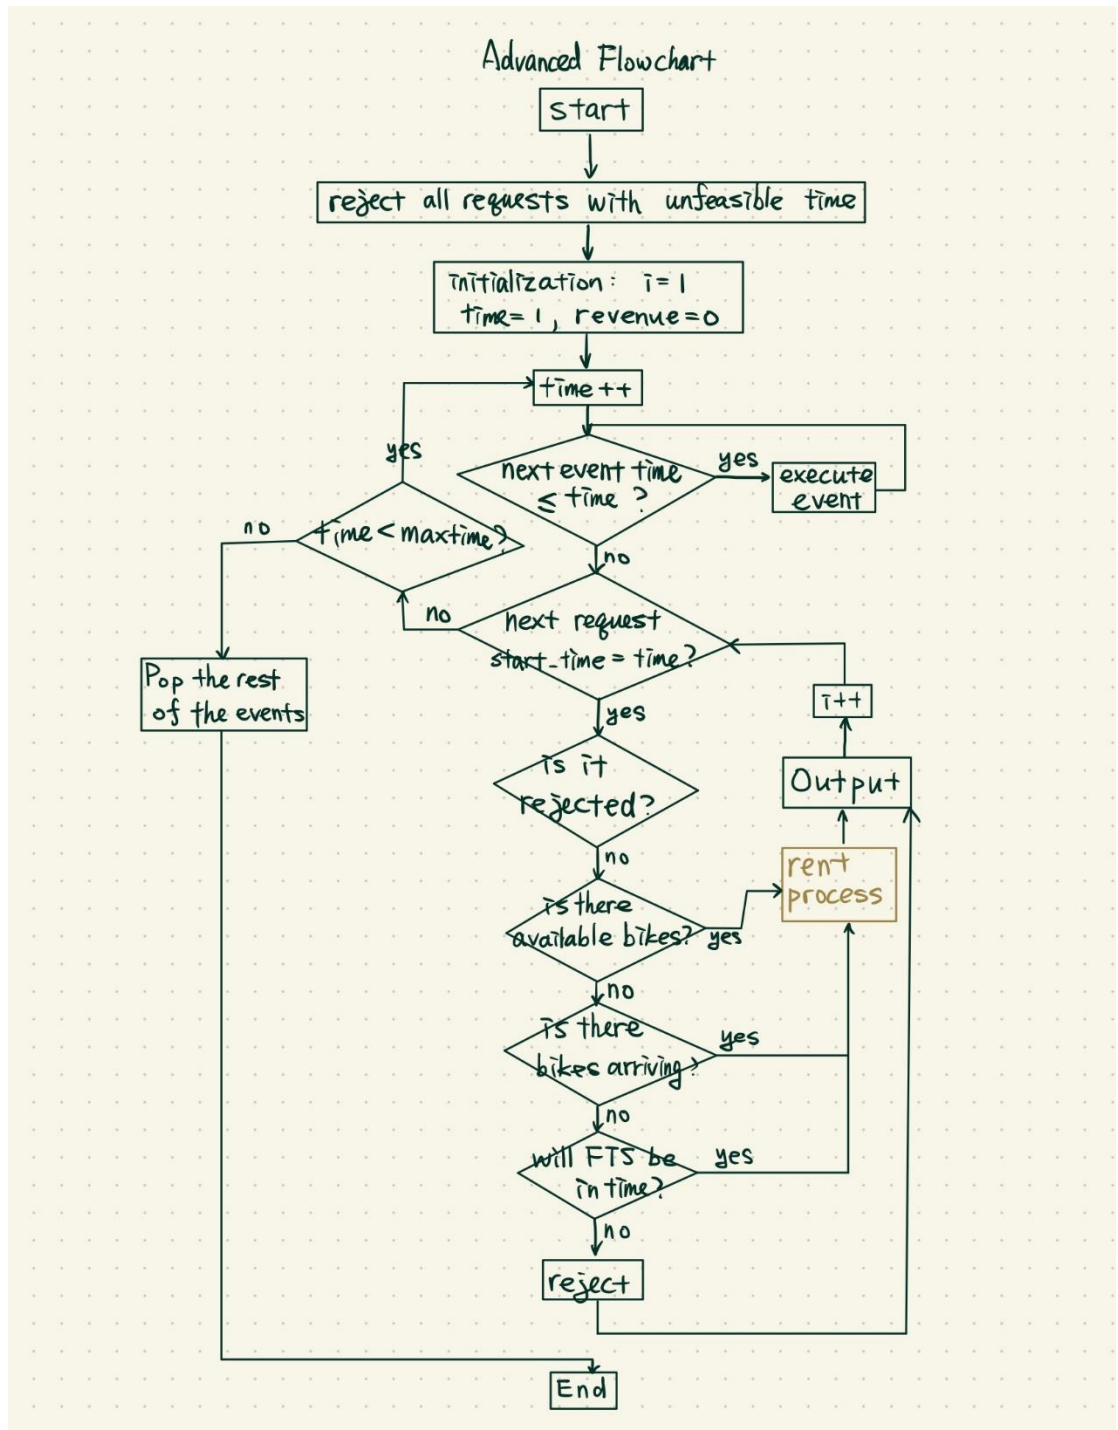 Advanced Flowchart
start
reject all requests with unfeasible time
initialization: i=1
time=1, revenue=0
time++
yes
next event time
≤ time ?
yes
execute
event
no
time < maxtime?
no
no
next request
start_time = time?
Pop the rest
of the events
i++
yes
is it
rejected?
Output
no
rent
process
is there
available bikes?
yes
no
is there
bikes arriving?
yes
no
will FTS be
in time?
yes
no
reject
End